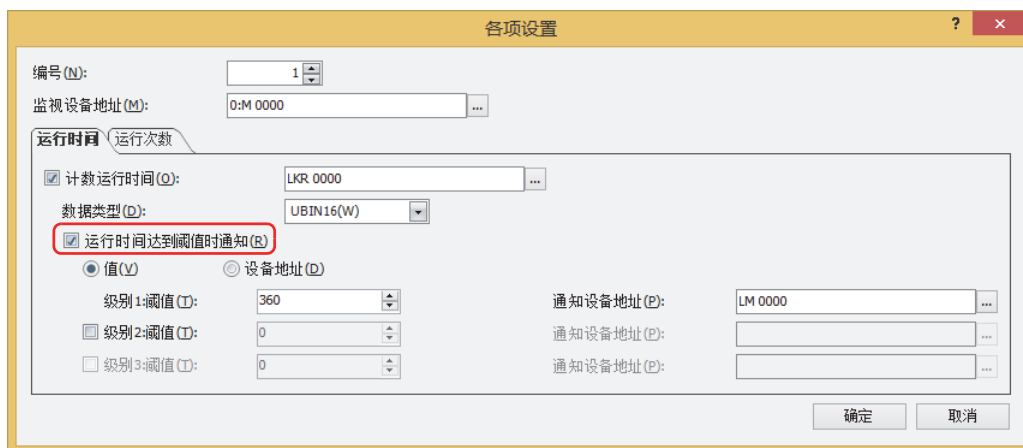 各项设置 ? ×
编号(N): 1
监视设备地址(M): 0:M 0000 ...
运行时间 运行次数
计数运行时间(O): LKR 0000 ...
数据类型(D): UBIN16(W)
运行时间达到阈值时通知(R)
值(V) 设备地址(D)
级别1:阈值(T): 360 通知设备地址(P): LM 0000 ...
级别2:阈值(T): 0 通知设备地址(P): ...
级别3:阈值(T): 0 通知设备地址(P): ...
确定 取消